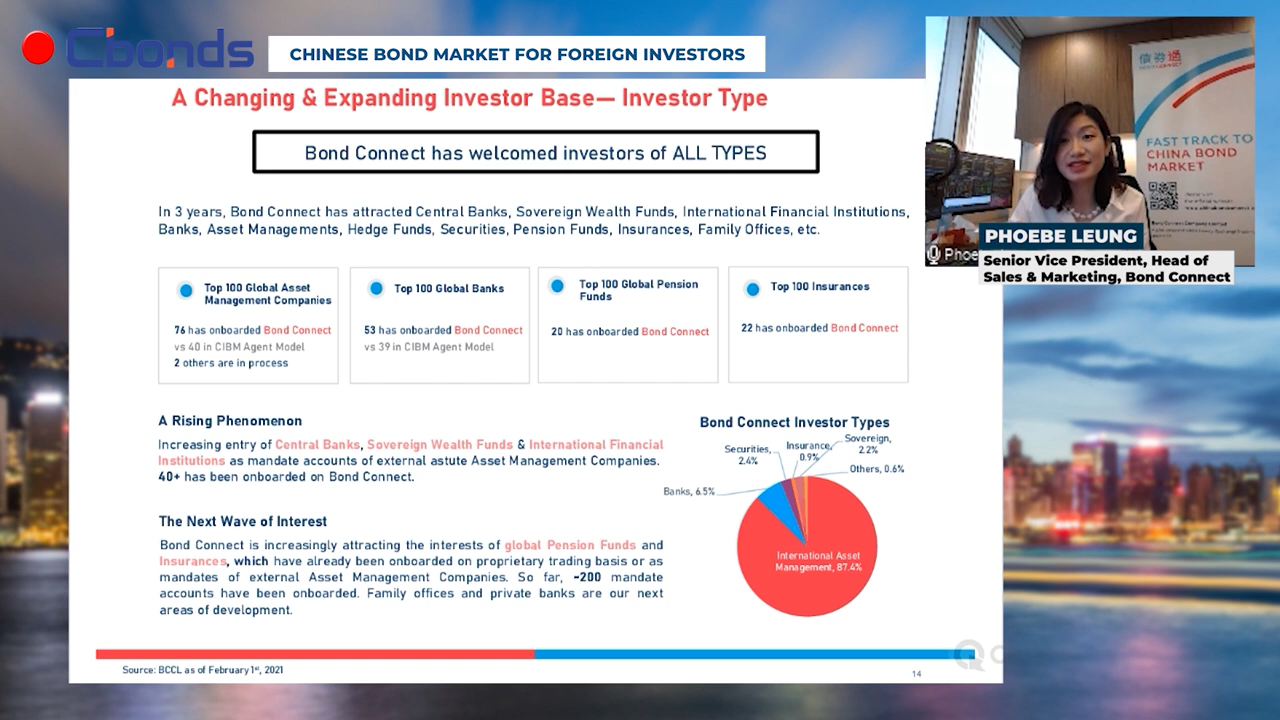 Cbonds
CHINESE BOND MARKET FOR FOREIGN INVESTORS
A Changing & Expanding Investor Base— Investor Type
Bond Connect has welcomed investors of ALL TYPES
In 3 years, Bond Connect has attracted Central Banks, Sovereign Wealth Funds, International Financial Institutions,
Banks, Asset Managements, Hedge Funds, Securities, Pension Funds, Insurances, Family Offices, etc.
Top 100 Global Asset
Management Companies
76 has onboarded Bond Connect
vs 40 in CIBM Agent Model
2 others are in process
Top 100 Global Banks
53 has onboarded Bond Connect
vs 39 in CIBM Agent Model
Top 100 Global Pension
Funds
20 has onboarded Bond Connect
Top 100 Insurances
22 has onboarded Bond Connect
A Rising Phenomenon
Increasing entry of Central Banks, Sovereign Wealth Funds & International Financial
Institutions as mandate accounts of external astute Asset Management Companies.
40+ has been onboarded on Bond Connect.
The Next Wave of Interest
Bond Connect is increasingly attracting the interests of global Pension Funds and
Insurances, which have already been onboarded on proprietary trading basis or as
mandates of external Asset Management Companies. So far, ~200 mandate
accounts have been onboarded. Family offices and private banks are our next
areas of development.
Bond Connect Investor Types
Securities,
2.4%
Insurance,
0.9%
Sovereign,
2.2%
Others, 0.6%
Banks, 6.5%
International Asset
Management, 87.4%
Source: BCCL as of February 1st, 2021
14
債券通
FAST TRACK TO
CHINA BOND
MARKET
Phoe
PHOEBE LEUNG
Senior Vice President, Head of
Sales & Marketing, Bond Connect